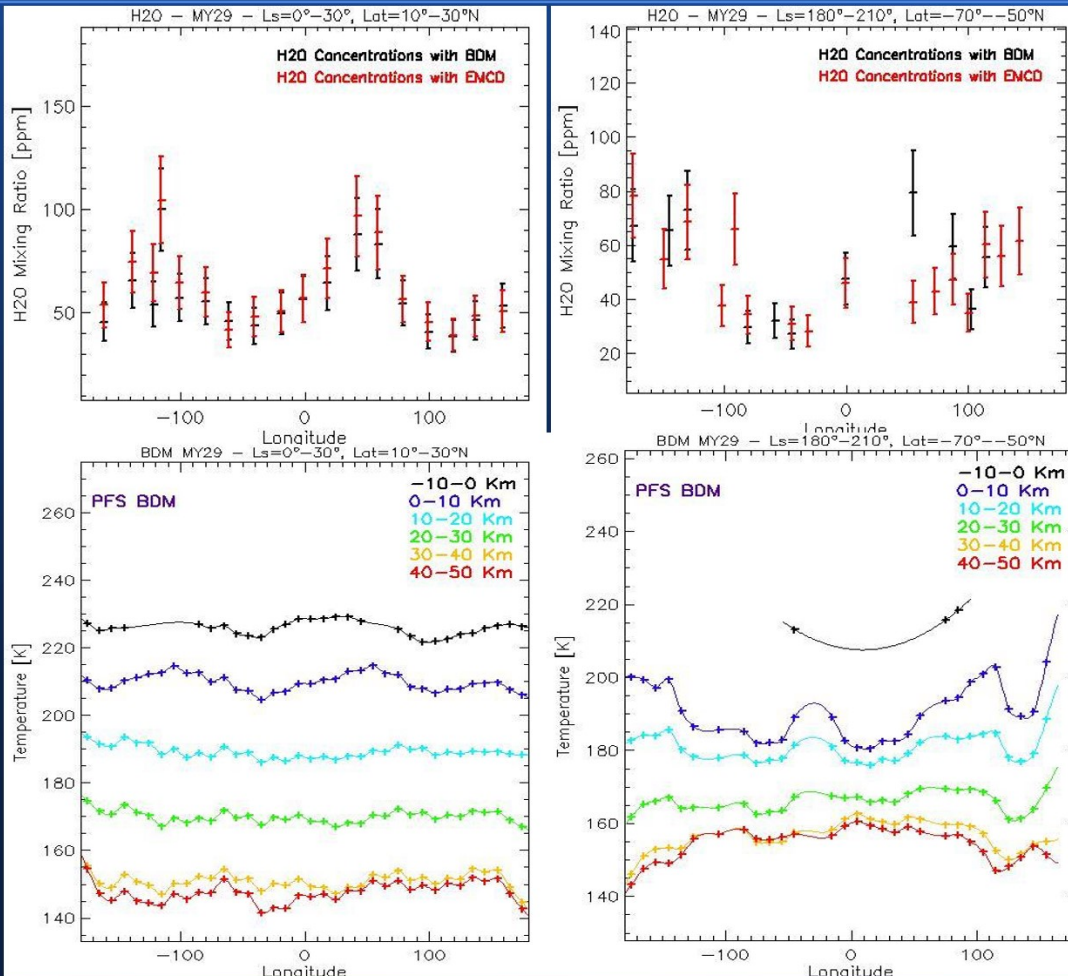 H2O – MY29 – Ls=0°–30°, Lat=10°–30°N
H2O Concentrations with BDM
H2O Concentrations with EMCD
H2O Mixing Ratio [ppm]
150
100
50
−100
0
100
Longitude
H2O – MY29 – Ls=180°–210°, Lat=−70°−−50°N
H2O Concentrations with BDM
H2O Concentrations with EMCD
H2O Mixing Ratio [ppm]
140
120
100
80
60
40
20
−100
0
100
Longitude
BDM MY29 – Ls=0°–30°, Lat=10°–30°N
PFS BDM
−10−0 Km
0−10 Km
10−20 Km
20−30 Km
30−40 Km
40−50 Km
Temperature [K]
260
240
220
200
180
160
140
−100
0
100
Longitude
BDM MY29 – Ls=180°–210°, Lat=−70°−−50°N
PFS BDM
−10−0 Km
0−10 Km
10−20 Km
20−30 Km
30−40 Km
40−50 Km
Temperature [K]
260
240
220
200
180
160
140
−100
0
100
Longitude